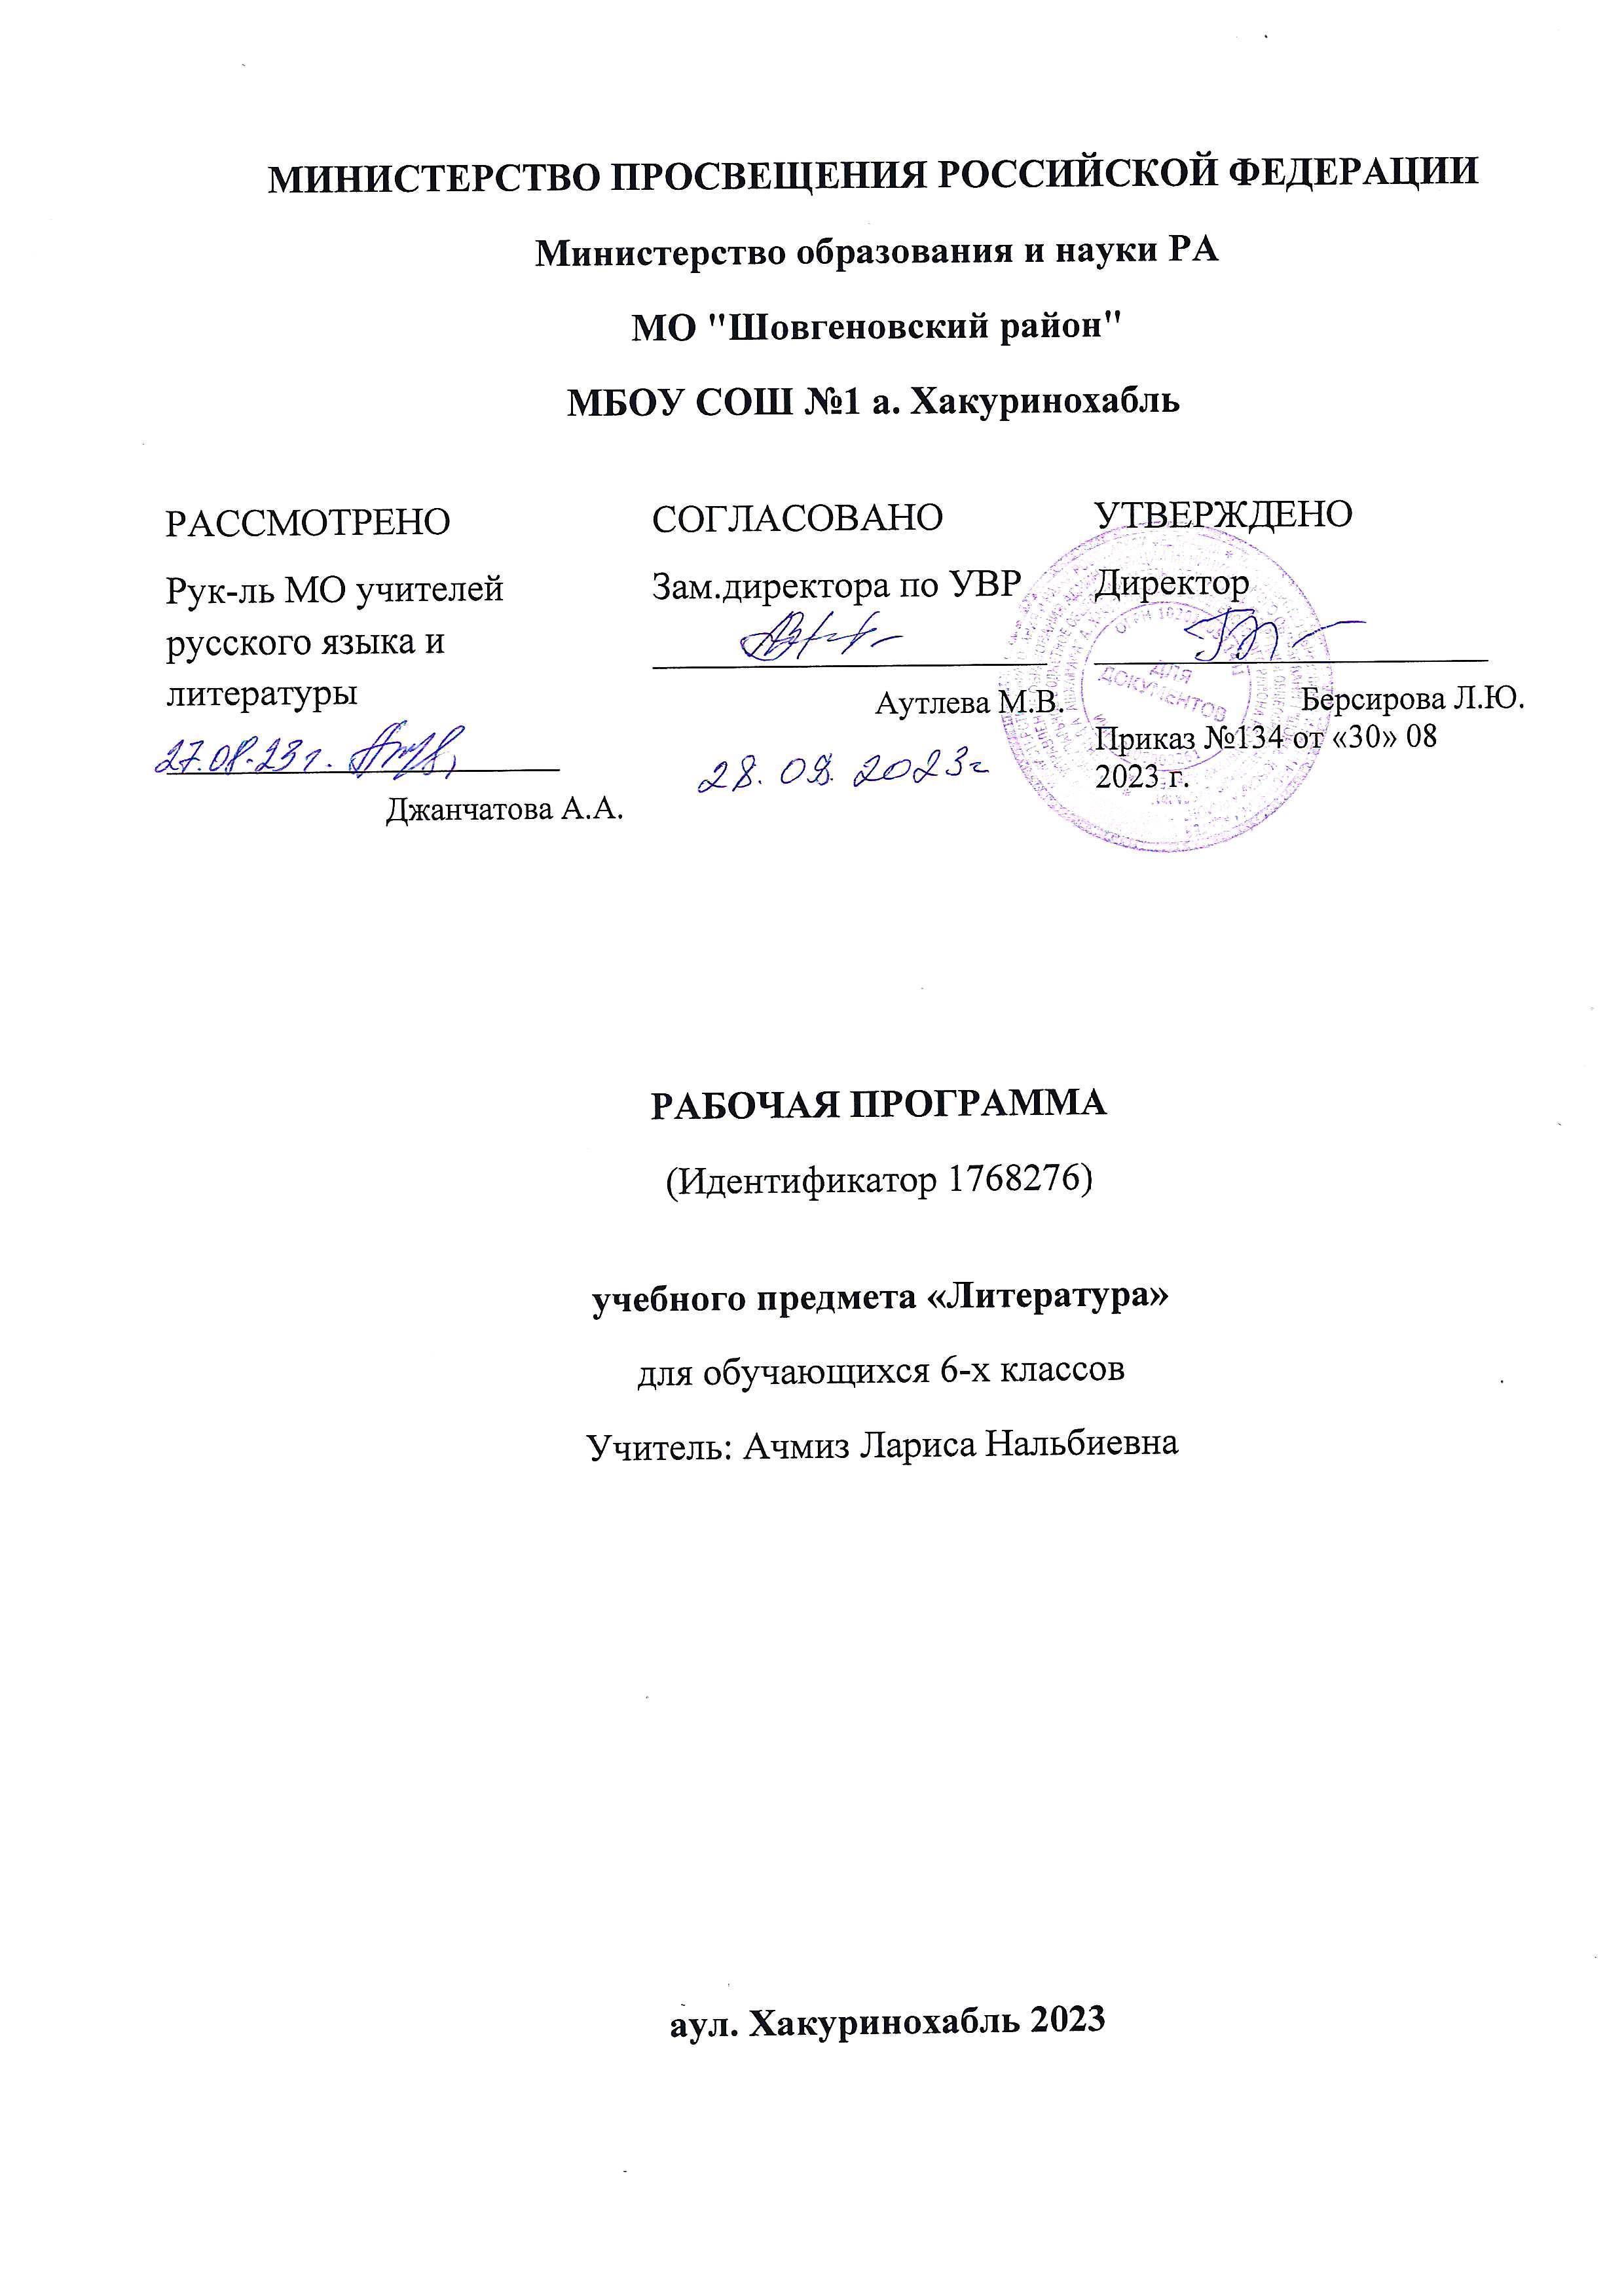 МИНИСТЕРСТВО ПРОСВЕЩЕНИЯ РОССИЙСКОЙ ФЕДЕРАЦИИ
Министерство образования и науки РА
МО "Шовгеновский район"
МБОУ СОШ №1 а. Хакуринохабль
РАССМОТРЕНО
Рук-ль МО учителей
русского языка и
литературы
27.08.23 г.
Джанчатова А.А.
СОГЛАСОВАНО
Зам.директора по УВР
Аутлева М.В.
28. 08. 2023г
УТВЕРЖДЕНО
Директор
Берсирова Л.Ю.
Приказ №134 от «30» 08
2023 г.
ДЛЯ
ДОКУМЕНТОВ
РАБОЧАЯ ПРОГРАММА
(Идентификатор 1768276)
учебного предмета «Литература»
для обучающихся 6-х классов
Учитель: Ачмиз Лариса Нальбиевна
аул. Хакуринохабль 2023